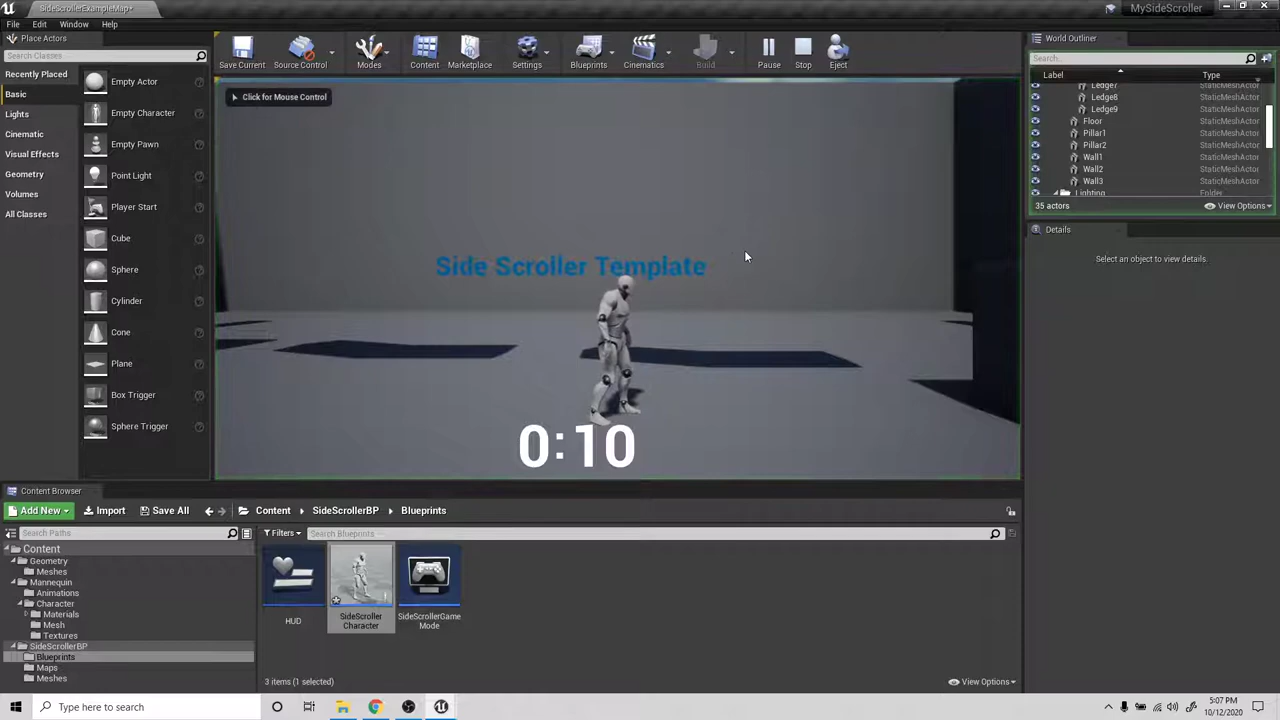 SideScrollerExampleMap*
MySideScroller
File Edit Window Help
Place Actors
Search Classes
Recently Placed
Basic
Lights
Cinematic
Visual Effects
Geometry
Volumes
All Classes
Empty Actor
Empty Character
Empty Pawn
Point Light
Player Start
Cube
Sphere
Cylinder
Cone
Plane
Box Trigger
Sphere Trigger
Save Current
Source Control
Modes
Content
Marketplace
Settings
Blueprints
Cinematics
Build
Pause
Stop
Eject
Click for Mouse Control
Side Scroller Template
0:10
World Outliner
Search...
Label Type
Ledge7 StaticMeshActor
Ledge8 StaticMeshActor
Ledge9 StaticMeshActor
Floor StaticMeshActor
Pillar1 StaticMeshActor
Pillar2 StaticMeshActor
Wall1 StaticMeshActor
Wall2 StaticMeshActor
Wall3 StaticMeshActor
Lighting Folder
35 actors View Options
Details
Select an object to view details.
Content Browser
Add New Import Save All Content SideScrollerBP Blueprints
Search Paths
Filters Search Blueprints
Content
Geometry
Meshes
Mannequin
Animations
Character
Materials
Mesh
Textures
SideScrollerBP
Blueprints
Maps
Meshes
HUD
SideScroller
Character
SideScrollerGame
Mode
3 items (1 selected)
View Options
Type here to search
5:07 PM
10/12/2020